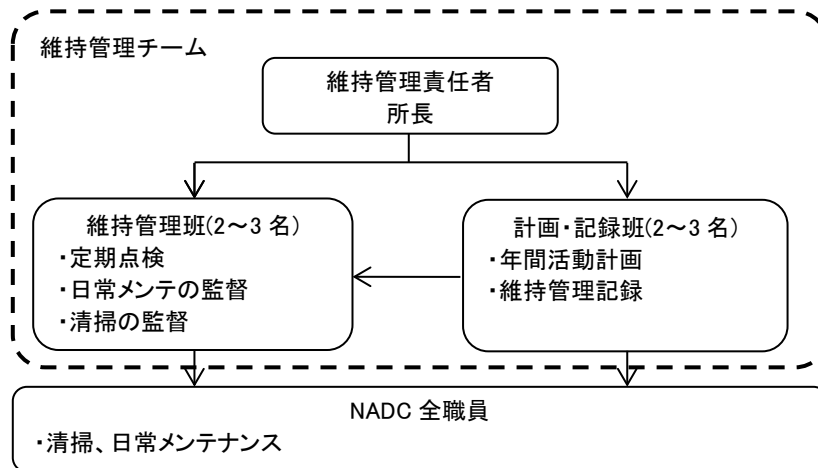 維持管理チーム
維持管理責任者
所長
維持管理班(2～3 名)
・定期点検
・日常メンテの監督
・清掃の監督
計画・記録班(2～3 名)
・年間活動計画
・維持管理記録
NADC 全職員
・清掃、日常メンテナンス